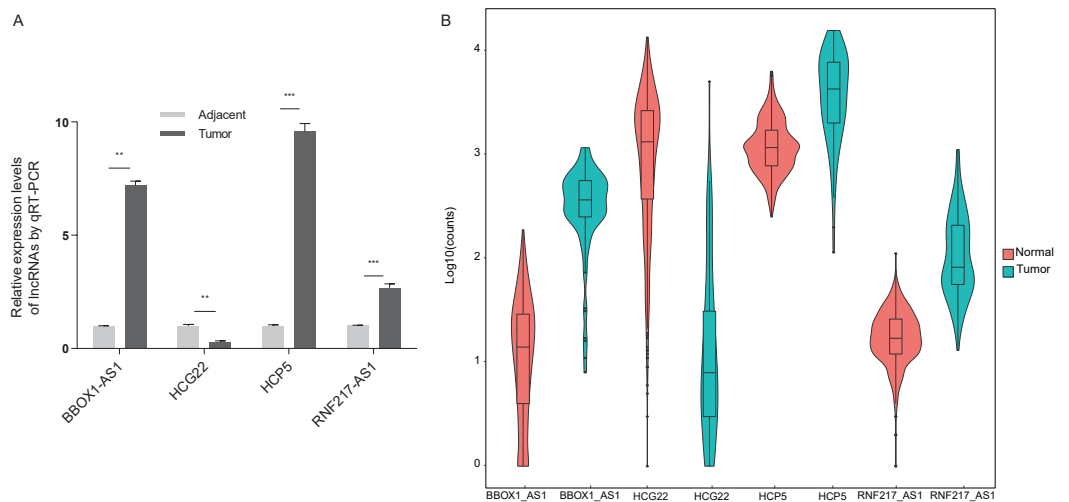 A
Adjacent
Tumor
Relative expression levels
of lncRNAs by qRT-PCR
10
5
0
**
**
***
***
BBOX1-AS1
HCG22
HCP5
RNF217-AS1
B
Log10(counts)
4
3
2
1
0
BBOX1_AS1
BBOX1_AS1
HCG22
HCG22
HCP5
HCP5
RNF217_AS1
RNF217_AS1
Normal
Tumor